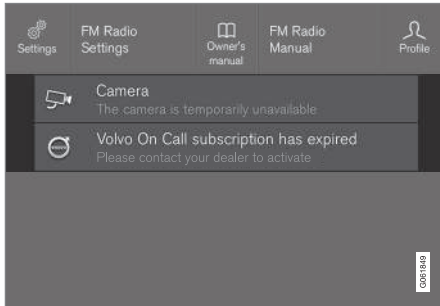 Settings
FM Radio
Settings
Owner's
manual
FM Radio
Manual
Profile
Camera
The camera is temporarily unavailable
Volvo On Call subscription has expired
Please contact your dealer to activate
G061849